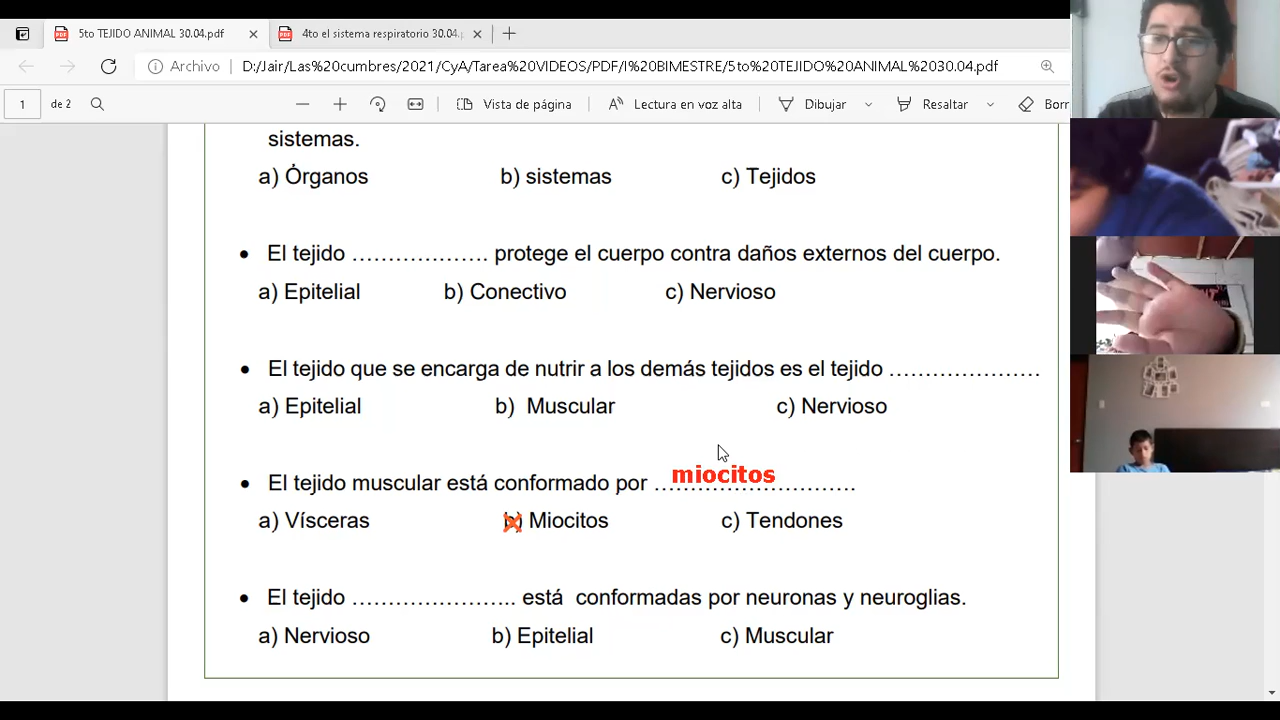 5to TEJIDO ANIMAL 30.04.pdf
4to el sistema respiratorio 30.04.
Archivo D:/Jair/Las%20cumbres/2021/CyA/Tarea%20VIDEOS/PDF/I%20BIMESTRE/5to%20TEJIDO%20ANIMAL%2030.04.pdf
1 de 2 Vista de página Lectura en voz alta Dibujar Resaltar Borr
sistemas.
a) Órganos b) sistemas c) Tejidos
• El tejido ………………. protege el cuerpo contra daños externos del cuerpo.
a) Epitelial b) Conectivo c) Nervioso
• El tejido que se encarga de nutrir a los demás tejidos es el tejido …………………
a) Epitelial b) Muscular c) Nervioso
miocitos
• El tejido muscular está conformado por ……………………….
a) Vísceras b) Miocitos c) Tendones
• El tejido ………………….. está conformadas por neuronas y neuroglias.
a) Nervioso b) Epitelial c) Muscular